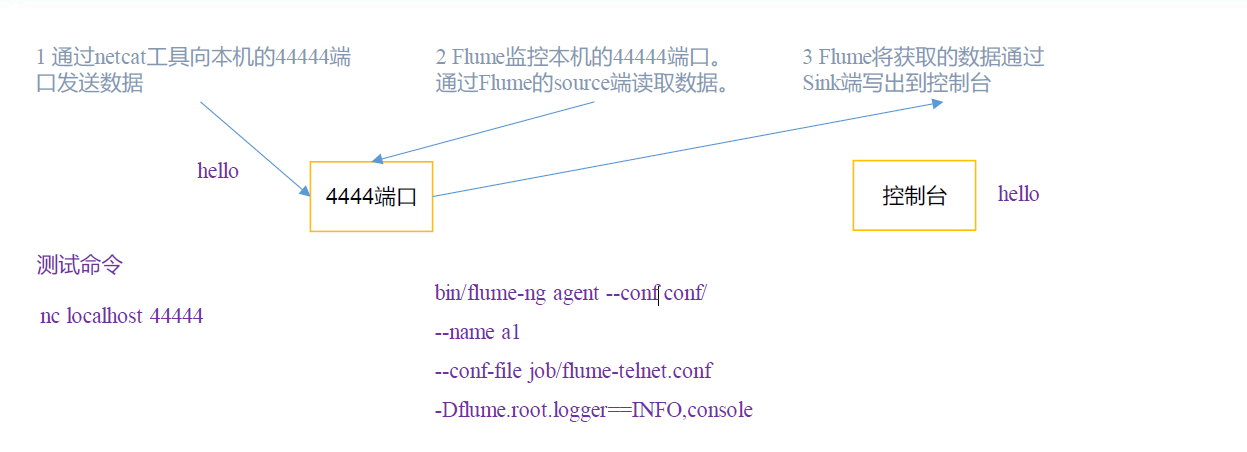 1 通过netcat工具向本机的44444端
口发送数据
2 Flume监控本机的44444端口。
通过Flume的source端读取数据。
3 Flume将获取的数据通过
Sink端写出到控制台
hello
4444端口
控制台
hello
测试命令
nc localhost 44444
bin/flume-ng agent --conf conf/
--name a1
--conf-file job/flume-telnet.conf
-Dflume.root.logger==INFO,console